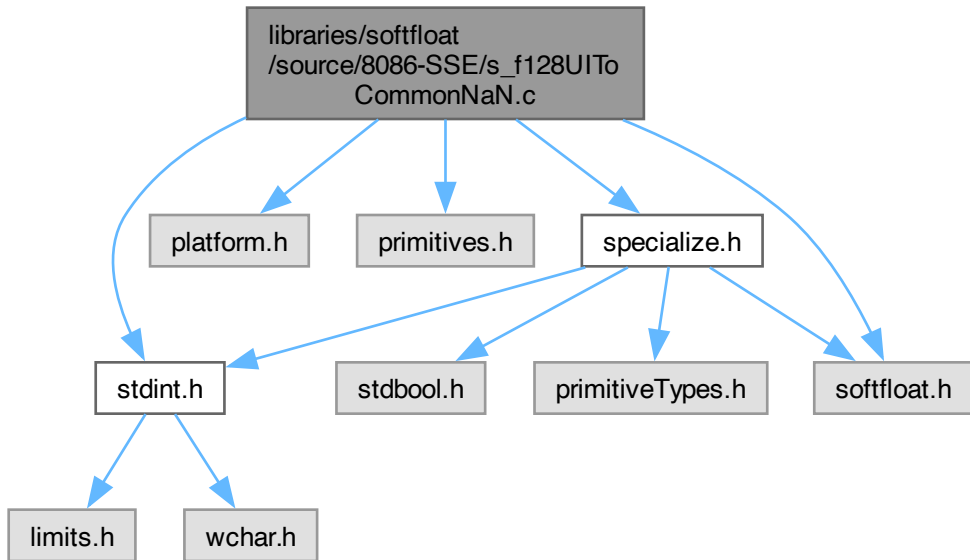 libraries/softfloat
/source/8086-SSE/s_f128UITo
CommonNaN.c
platform.h
primitives.h
specialize.h
stdint.h
stdbool.h
primitiveTypes.h
softfloat.h
limits.h
wchar.h